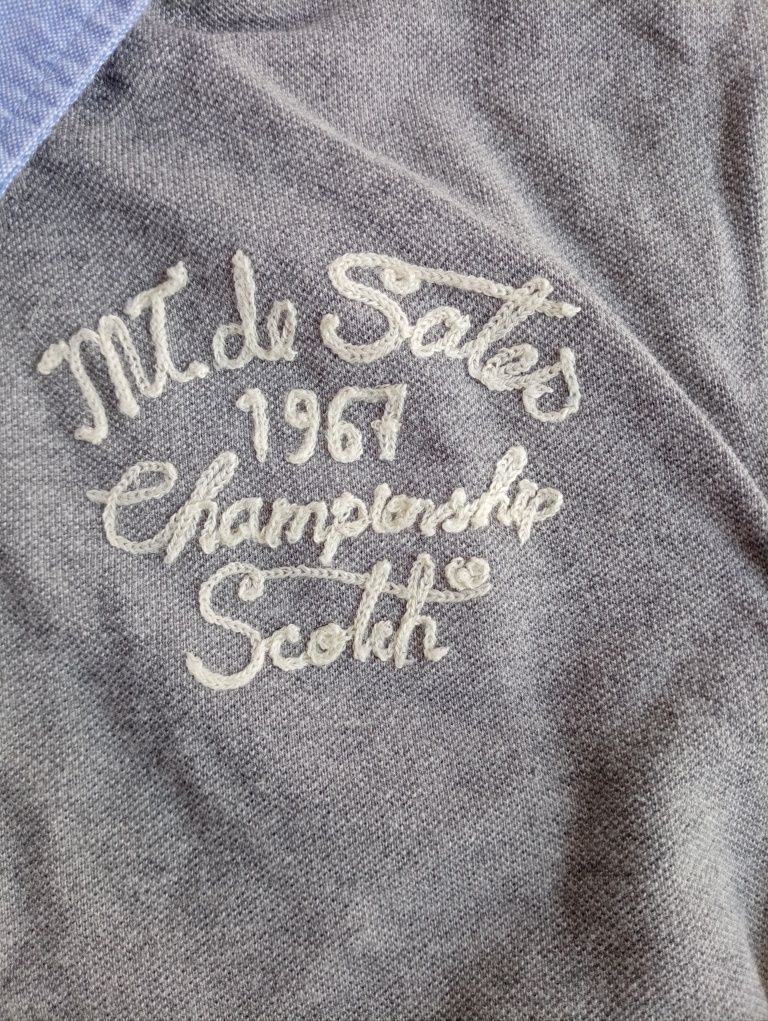 MT. de Sales
1967
Championship
Scotch